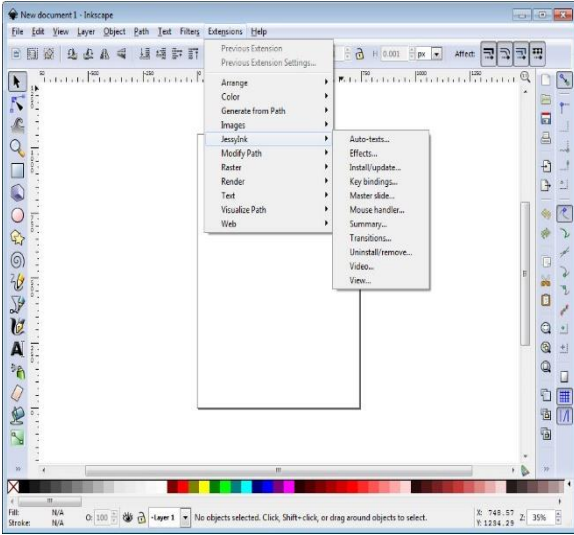 New document 1 - Inkscape
File Edit View Layer Object Path Text Filters Extensions Help
H 0.001 px Affect:
Previous Extension
Previous Extension Settings...
Arrange
Color
Generate from Path
Images
JessyInk
Modify Path
Raster
Render
Text
Visualize Path
Web
Auto-texts...
Effects...
Install/update...
Key bindings...
Master slide...
Mouse handler...
Summary...
Transitions...
Uninstall/remove...
Video...
View...
Fill: N/A
Stroke: N/A
O: 100
-Layer 1
No objects selected. Click, Shift+click, or drag around objects to select.
X: 748.57
Y: 1234.29
Z: 35%